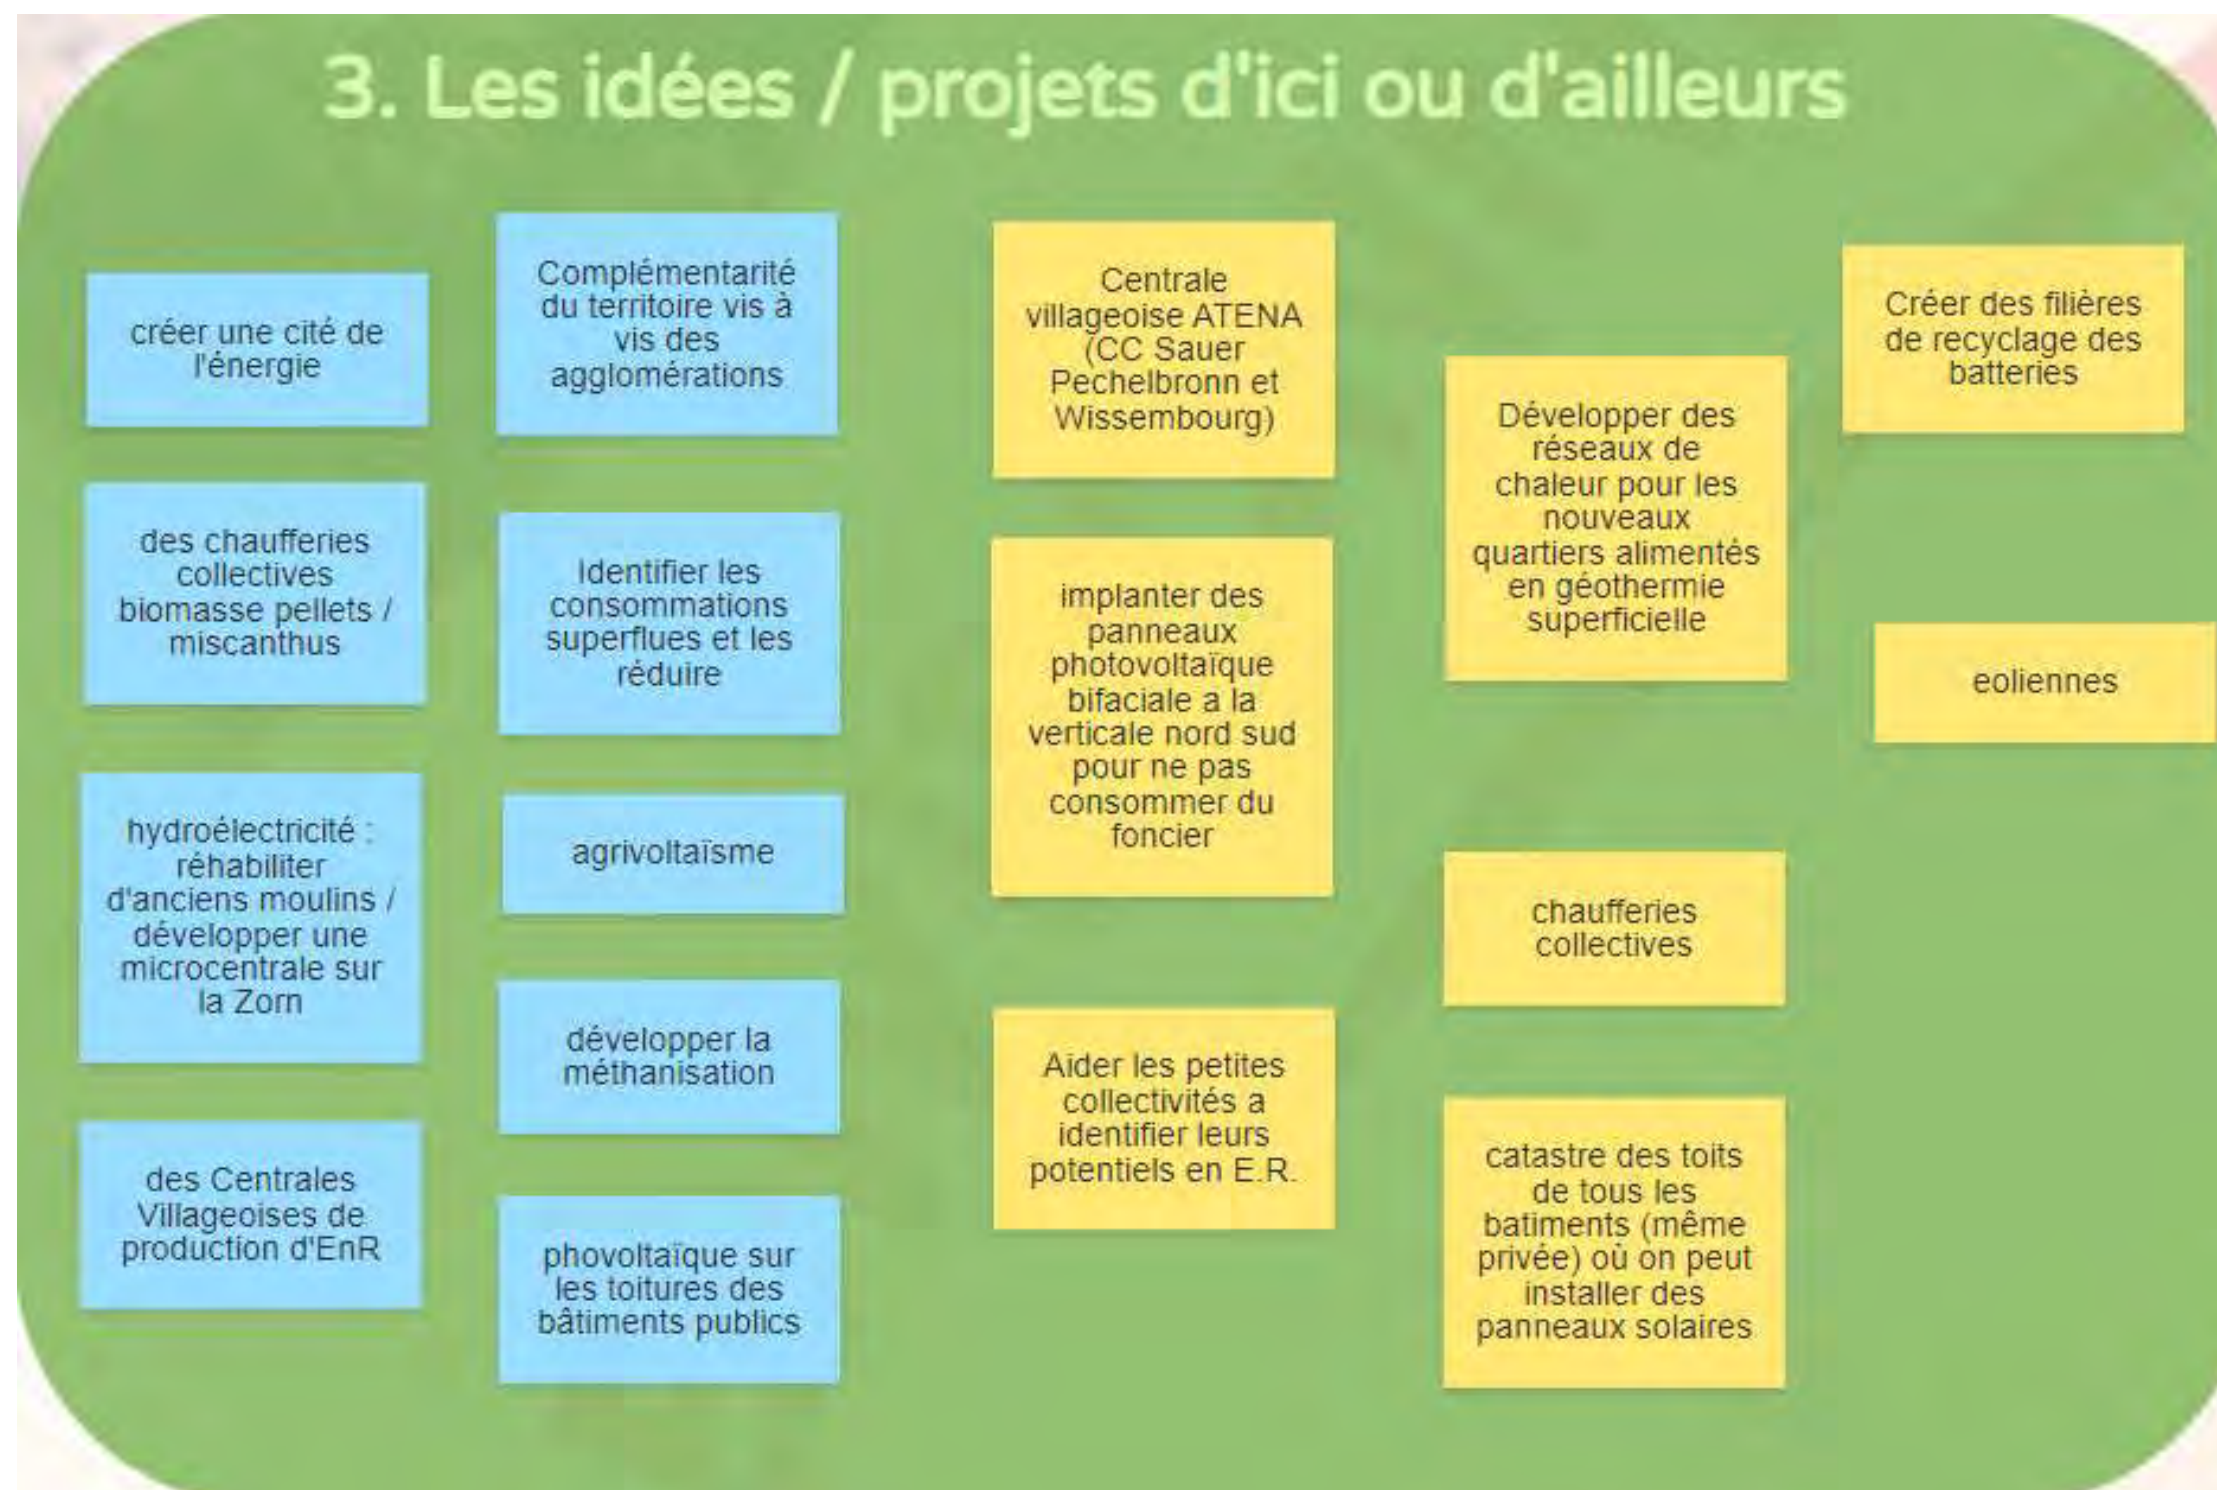 3. Les idées / projets d'ici ou d'ailleurs
créer une cité de
l'énergie
des chaufferies
collectives
biomasse pellets /
miscanthus
hydroélectricité :
réhabiliter
d'anciens moulins /
développer une
microcentrale sur
la Zorn
des Centrales
Villageoises de
production d'EnR
Complémentarité
du territoire vis à
vis des
agglomérations
Identifier les
consommations
superflues et les
réduire
agrivoltaïsme
développer la
méthanisation
phovoltaïque sur
les toitures des
bâtiments publics
Centrale
villageoise ATENA
(CC Sauer
Pechelbronn et
Wissembourg)
implanter des
panneaux
photovoltaïque
bifaciale a la
verticale nord sud
pour ne pas
consommer du
foncier
Aider les petites
collectivités a
identifier leurs
potentiels en E.R.
Développer des
réseaux de
chaleur pour les
nouveaux
quartiers alimentés
en géothermie
superficielle
chaufferies
collectives
catastre des toits
de tous les
batiments (même
privée) où on peut
installer des
panneaux solaires
Créer des filières
de recyclage des
batteries
eoliennes